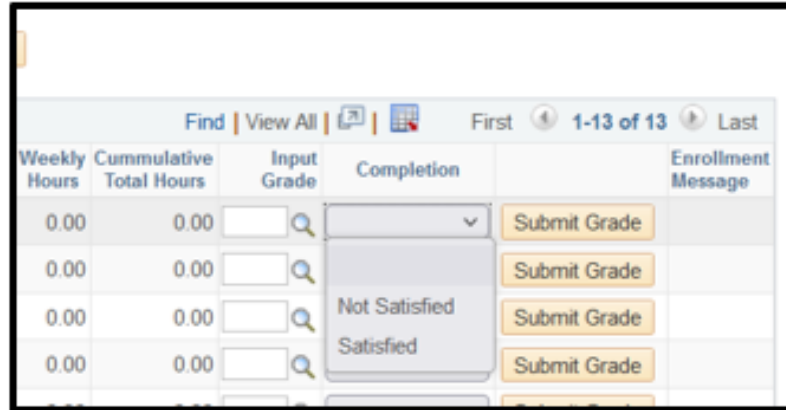 Find | View All | | First 1-13 of 13 Last
Weekly Hours Cummulative Total Hours Input Grade Completion Enrollment Message
0.00 0.00 Submit Grade
0.00 0.00 Submit Grade
0.00 0.00 Not Satisfied Submit Grade
0.00 0.00 Satisfied Submit Grade